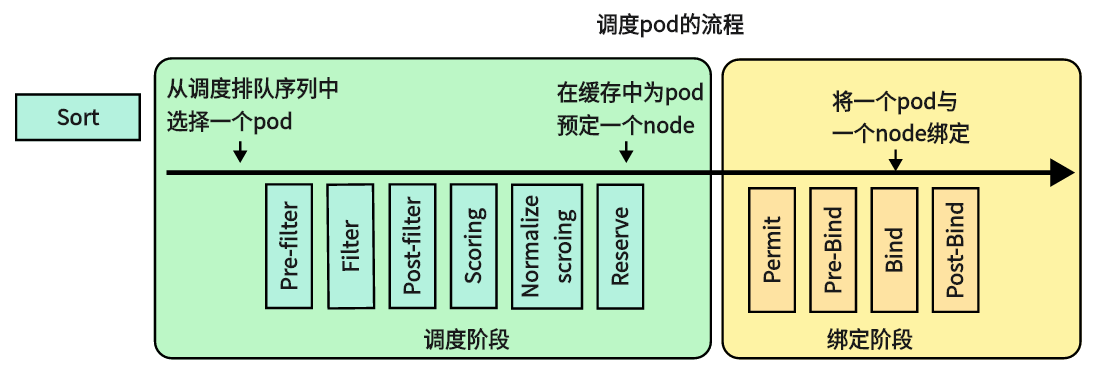 调度pod的流程
Sort
从调度排队序列中
选择一个pod
在缓存中为pod
预定一个node
Pre-filter
Filter
Post-filter
Scoring
Normalize
scroing
Reserve
调度阶段
将一个pod与
一个node绑定
Permit
Pre-Bind
Bind
Post-Bind
绑定阶段